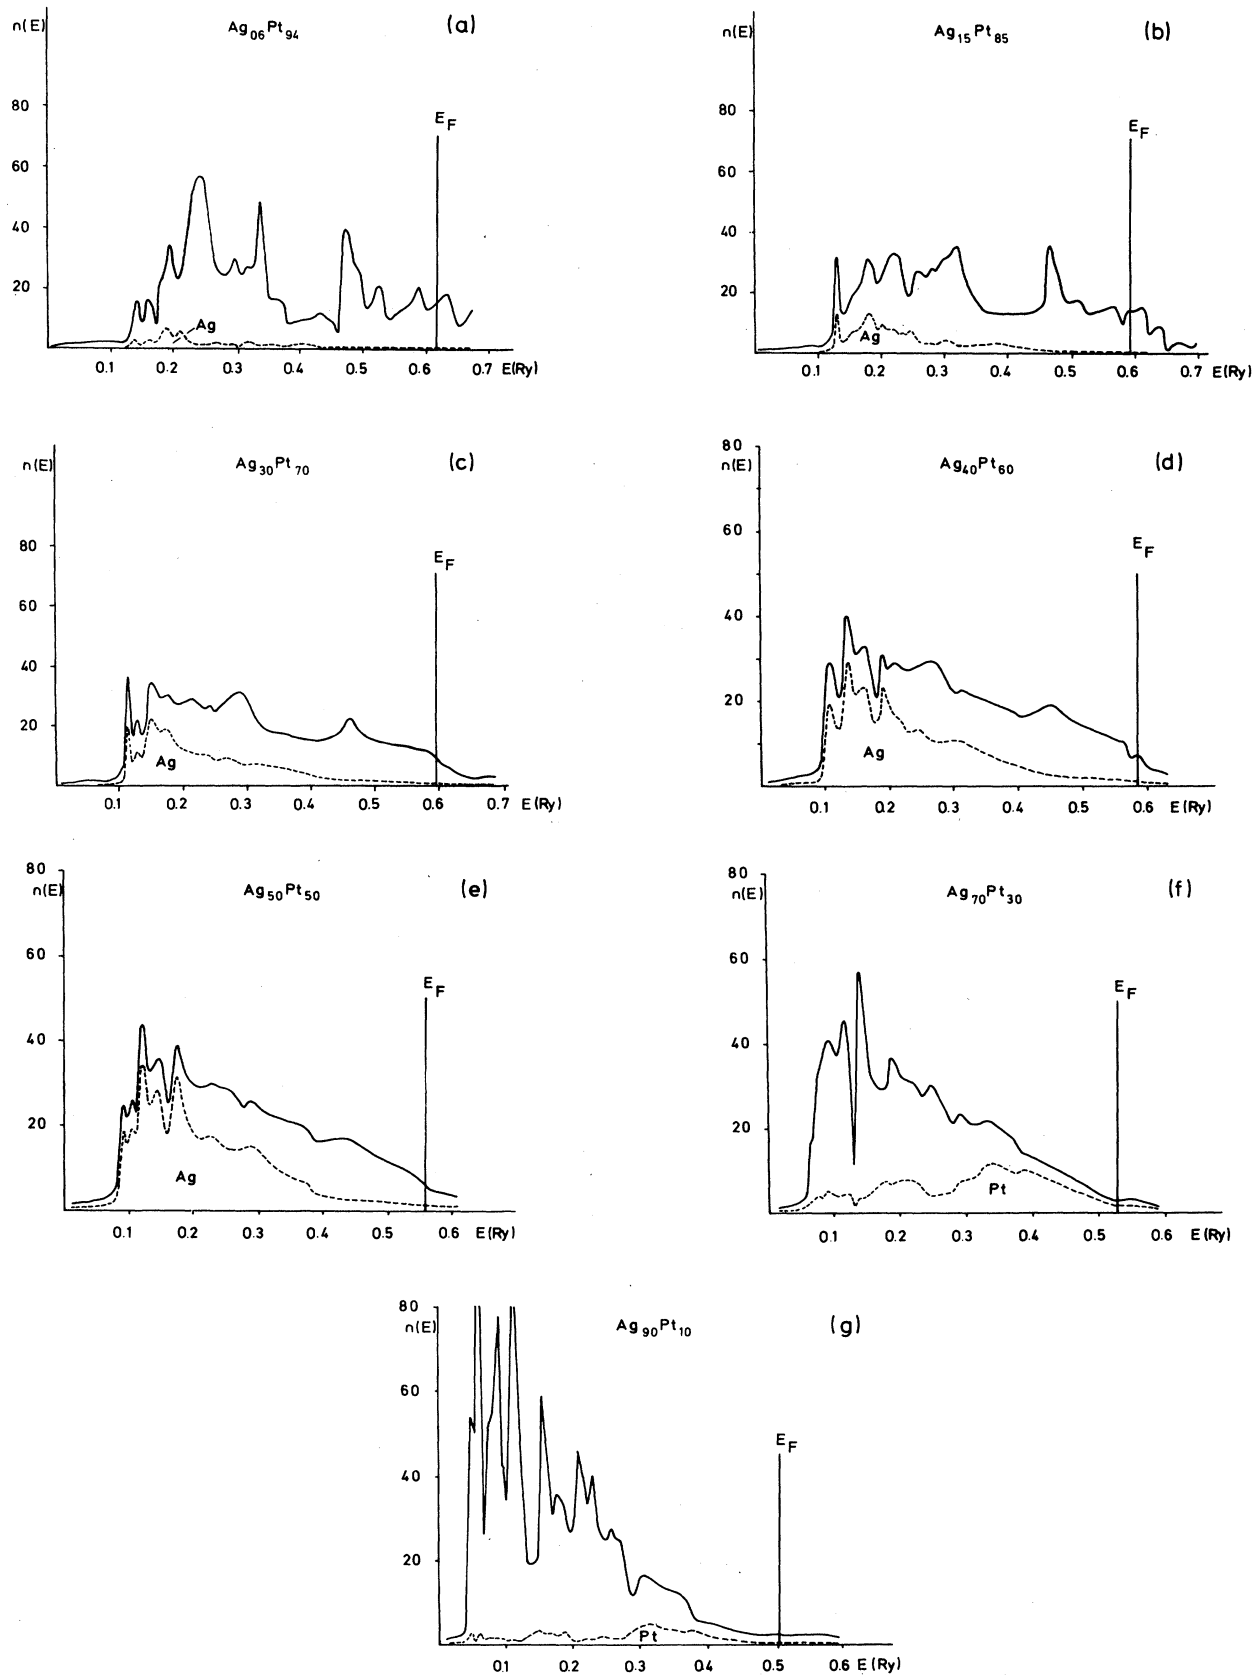 n(E) Ag06Pt94 (a)
80
60
40
20
EF
Ag
0.1 0.2 0.3 0.4 0.5 0.6 0.7 E(Ry)
n(E) Ag15Pt85 (b)
80
60
40
20
EF
Ag
0.1 0.2 0.3 0.4 0.5 0.6 0.7 E(Ry)
n(E) Ag30Pt70 (c)
80
60
40
20
EF
Ag
0.1 0.2 0.3 0.4 0.5 0.6 0.7 E(Ry)
80
n(E) Ag40Pt60 (d)
60
40
20
EF
Ag
0.1 0.2 0.3 0.4 0.5 0.6 E(Ry)
80
n(E) Ag50Pt50 (e)
60
40
20
EF
Ag
0.1 0.2 0.3 0.4 0.5 0.6 E(Ry)
80
n(E) Ag70Pt30 (f)
60
40
20
EF
Pt
0.1 0.2 0.3 0.4 0.5 0.6 E(Ry)
80
n(E) Ag90Pt10 (g)
60
40
20
EF
Pt
0.1 0.2 0.3 0.4 0.5 0.6 E(Ry)